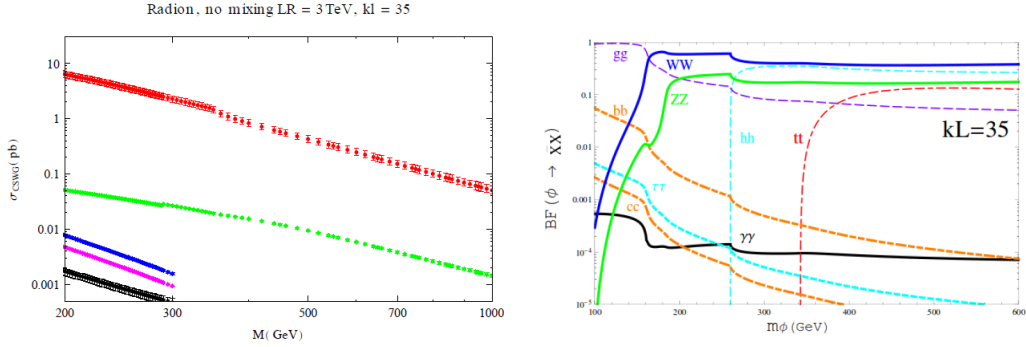 Radion, no mixing LR = 3 TeV, kl = 35
σCSWG(pb)
10
1
0.1
0.01
0.001
200
300
500
700
1000
M(GeV)
BF(ϕ → XX)
1
0.1
0.01
0.001
10⁻⁴
10⁻⁵
gg
WW
ZZ
bb
hh
tt
kL=35
ττ
cc
γγ
100
200
300
400
500
600
mϕ(GeV)